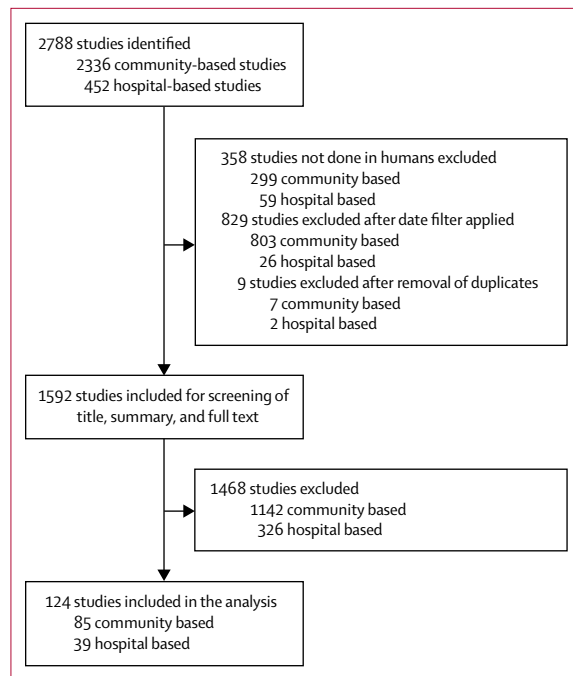 2788 studies identified
2336 community-based studies
452 hospital-based studies
358 studies not done in humans excluded
299 community based
59 hospital based
829 studies excluded after date filter applied
803 community based
26 hospital based
9 studies excluded after removal of duplicates
7 community based
2 hospital based
1592 studies included for screening of
title, summary, and full text
1468 studies excluded
1142 community based
326 hospital based
124 studies included in the analysis
85 community based
39 hospital based